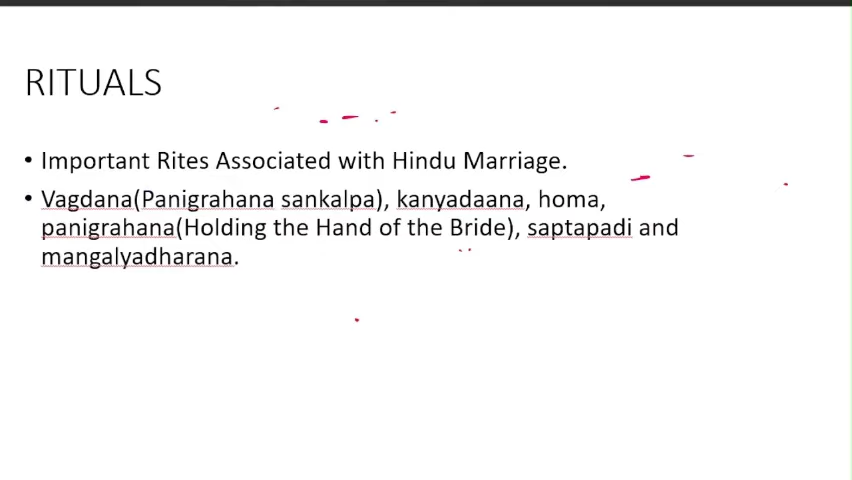 RITUALS
• Important Rites Associated with Hindu Marriage.
• Vagdana(Panigrahana sankalpa), kanyadaana, homa,
panigrahana(Holding the Hand of the Bride), saptapadi and
mangalyadharana.